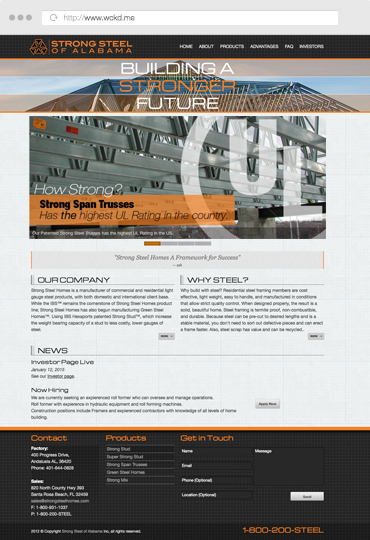 http://www.wckd.me
STRONG STEEL
OF ALABAMA
HOME ABOUT PRODUCTS ADVANTAGES FAQ INVESTORS
BUILDING A
STRONGER
FUTURE
How Strong?
Strong Span Trusses
Has the highest UL Rating in the country.
Our Patented Strong Steel Trusses has the highest UL Rating in the US.
"Strong Steel Homes A Framework for Success"
OUR COMPANY
Strong Steel Homes is a manufacturer of commercial and residential light
gauge steel products, with both domestic and international client base.
While the IBS™ remains the cornerstone of Strong Steel Homes product
line; Strong Steel Homes has also begun manufacturing Green Steel
Homes™. Using IBS Hexaport's patented Strong Stud™, which increase
the weight bearing capacity of a stud to less costly, lower gauges of
steel.
MORE
WHY STEEL?
Why build with steel? Residential steel framing members are cost
effective, light weight, easy to handle, and manufactured in conditions
that allow strict quality control. When designed properly, the result is a
solid, beautiful home. Steel framing is termite proof, non-combustible,
and durable. Because steel can be pre-cut to desired lengths and is a
stable material, you don't need to sort out defective pieces and can erect
a frame faster. Also, steel scrap has value and can be recycled..
MORE
NEWS
Investor Page Live
January 12, 2015
See our Investor page.
Now Hiring
We are currently seeking an experienced roll former who can oversee and manage operations.
Roll former with experience in hydraulic equipment and roll forming machines.
Construction positions include Framers and experienced contractors with knowledge of all levels of home
building.
Apply Now
Contact
Factory:
400 Progress Drive,
Andalusia AL, 36420
Phone: 401-644-0608
Sales:
820 North County Hwy 393
Santa Rosa Beach, FL 32459
sales@strongsteelhomes.com
F: 1-800-931-1037
P: 1-800-200-STEEL
Products
Strong Stud
Super Strong Stud
Strong Span Trusses
Green Steel Homes
Strong Mix
Get in Touch
Name
Message
Email
Phone (Optional)
Location (Optional)
Send
2012 © Copyright Strong Steel of Alabama Inc, all rights reserved.
1-800-200-STEEL